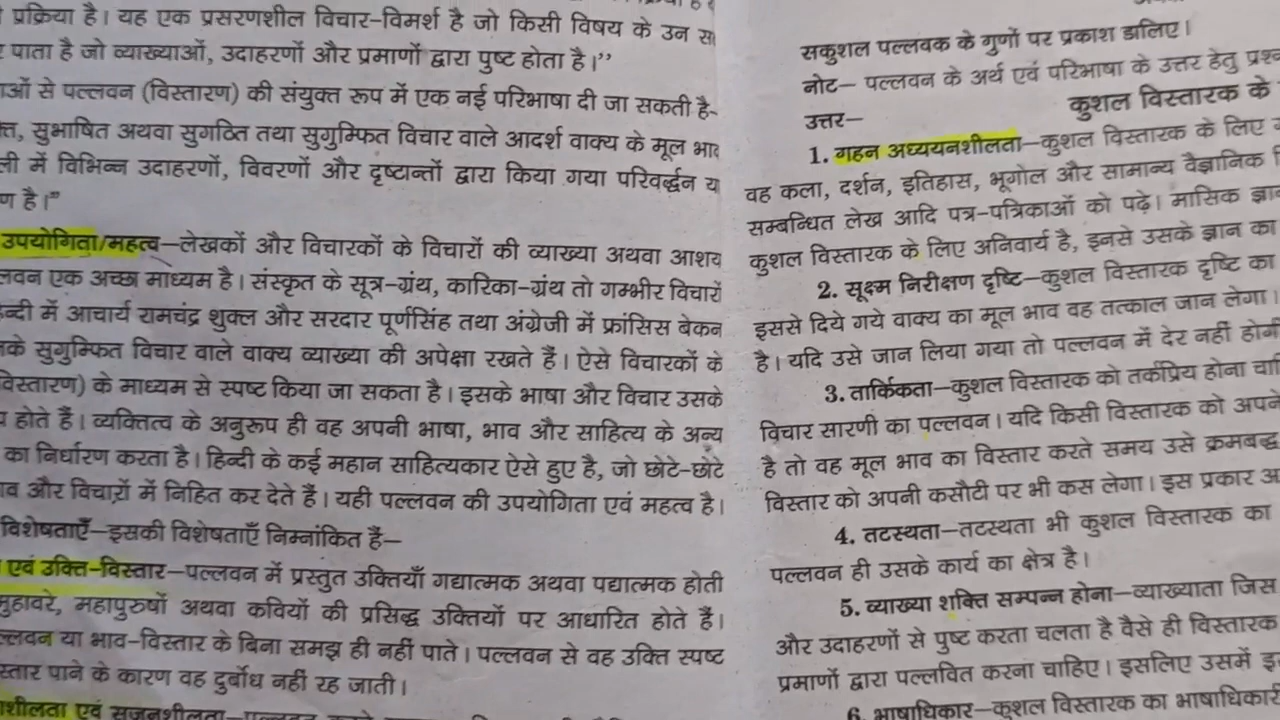 प्रक्रिया है। यह एक प्रसरणशील विचार-विमर्श है जो किसी विषय के उन
पाता है जो व्याख्याओं, उदाहरणों और प्रमाणों द्वारा पुष्ट होता है।”
से पल्लवन (विस्तारण) की संयुक्त रूप में एक नई परिभाषा दी जा सकती है-
सुभाषित अथवा सुगठित तथा सुगुम्फित विचार वाले आदर्श वाक्य के मूल भाव
में विभिन्न उदाहरणों, विवरणों और दृष्टान्तों द्वारा किया गया परिवर्द्धन य
है।”
उपयोगिता/महत्व–लेखकों और विचारकों के विचारों की व्याख्या अथवा आशय
एक अच्छा माध्यम है। संस्कृत के सूत्र-ग्रंथ, कारिका-ग्रंथ तो गम्भीर विचारों
में आचार्य रामचंद्र शुक्ल और सरदार पूर्णसिंह तथा अंग्रेजी में फ्रांसिस बेकन
के सुगुम्फित विचार वाले वाक्य व्याख्या की अपेक्षा रखते हैं। ऐसे विचारकों के
विस्तारण) के माध्यम से स्पष्ट किया जा सकता है। इसके भाषा और विचार उसके
होते हैं। व्यक्तित्व के अनुरूप ही वह अपनी भाषा, भाव और साहित्य के अन्य
का निर्धारण करता है। हिन्दी के कई महान साहित्यकार ऐसे हुए है, जो छोटे-छोटे
और विचारों में निहित कर देते हैं। यही पल्लवन की उपयोगिता एवं महत्व है।
विशेषताएँ–इसकी विशेषताएँ निम्नांकित हैं–
एवं उक्ति-विस्तार–पल्लवन में प्रस्तुत उक्तियाँ गद्यात्मक अथवा पद्यात्मक होती
मुहावरे, महापुरुषों अथवा कवियों की प्रसिद्ध उक्तियों पर आधारित होते हैं।
या भाव-विस्तार के बिना समझ ही नहीं पाते। पल्लवन से वह उक्ति स्पष्ट
पाने के कारण वह दुर्बोध नहीं रह जाती।
एवं सृजनशीलता–
सकुशल पल्लवक के गुणों पर प्रकाश डालिए।
नोट– पल्लवन के अर्थ एवं परिभाषा के उत्तर हेतु
कुशल विस्तारक के
उत्तर–
1. गहन अध्ययनशीलता–कुशल विस्तारक के लिए
वह कला, दर्शन, इतिहास, भूगोल और सामान्य वैज्ञानिक
सम्बन्धित लेख आदि पत्र-पत्रिकाओं को पढ़े। मासिक
कुशल विस्तारक के लिए अनिवार्य है, इनसे उसके ज्ञान का
2. सूक्ष्म निरीक्षण दृष्टि–कुशल विस्तारक दृष्टि का
इससे दिये गये वाक्य का मूल भाव वह तत्काल जान लेगा।
है। यदि उसे जान लिया गया तो पल्लवन में देर नहीं
3. तार्किकता–कुशल विस्तारक को तर्कप्रिय होना
विचार सारणी का पल्लवन। यदि किसी विस्तारक को
है तो वह मूल भाव का विस्तार करते समय उसे क्रमबद्ध
विस्तार को अपनी कसौटी पर भी कस लेगा। इस प्रकार
4. तटस्थता–तटस्थता भी कुशल विस्तारक का
पल्लवन ही उसके कार्य का क्षेत्र है।
5. व्याख्या शक्ति सम्पन्न होना–व्याख्याता जिस
और उदाहरणों से पुष्ट करता चलता है वैसे ही विस्तारक
प्रमाणों द्वारा पल्लवित करना चाहिए। इसलिए उसमें
6. भाषाधिकार–कुशल विस्तारक का